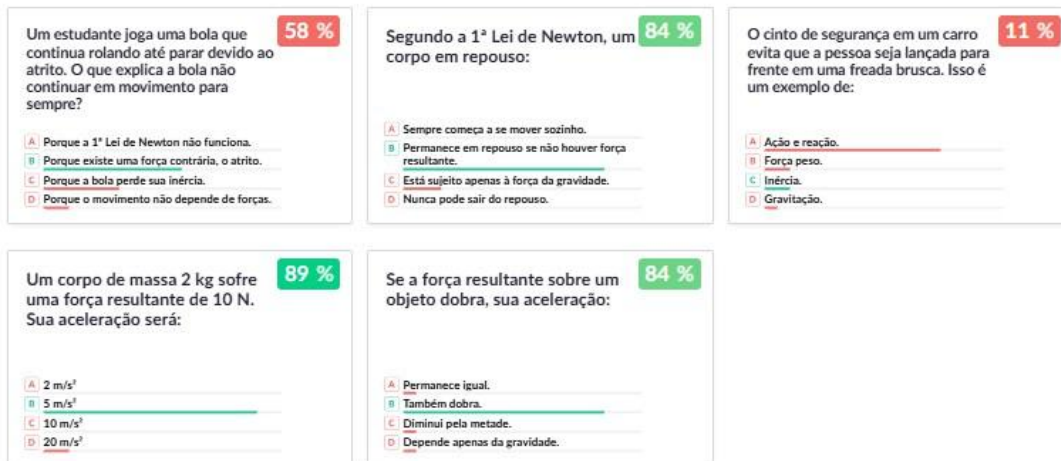 Um estudante joga uma bola que
continua rolando até parar devido ao
atrito. O que explica a bola não
continuar em movimento para
sempre?
58 %
A Porque a 1ª Lei de Newton não funciona.
B Porque existe uma força contrária, o atrito.
C Porque a bola perde sua inércia.
D Porque o movimento não depende de forças.
Segundo a 1ª Lei de Newton, um
corpo em repouso:
84 %
A Sempre começa a se mover sozinho.
B Permanece em repouso se não houver força
resultante.
C Está sujeito apenas à força da gravidade.
D Nunca pode sair do repouso.
O cinto de segurança em um carro
evita que a pessoa seja lançada para
frente em uma freada brusca. Isso é
um exemplo de:
11 %
A Ação e reação.
B Força peso.
C Inércia.
D Gravitação.
Um corpo de massa 2 kg sofre
uma força resultante de 10 N.
Sua aceleração será:
89 %
A 2 m/s²
B 5 m/s²
C 10 m/s²
D 20 m/s²
Se a força resultante sobre um
objeto dobra, sua aceleração:
84 %
A Permanece igual.
B Também dobra.
C Diminui pela metade.
D Depende apenas da gravidade.